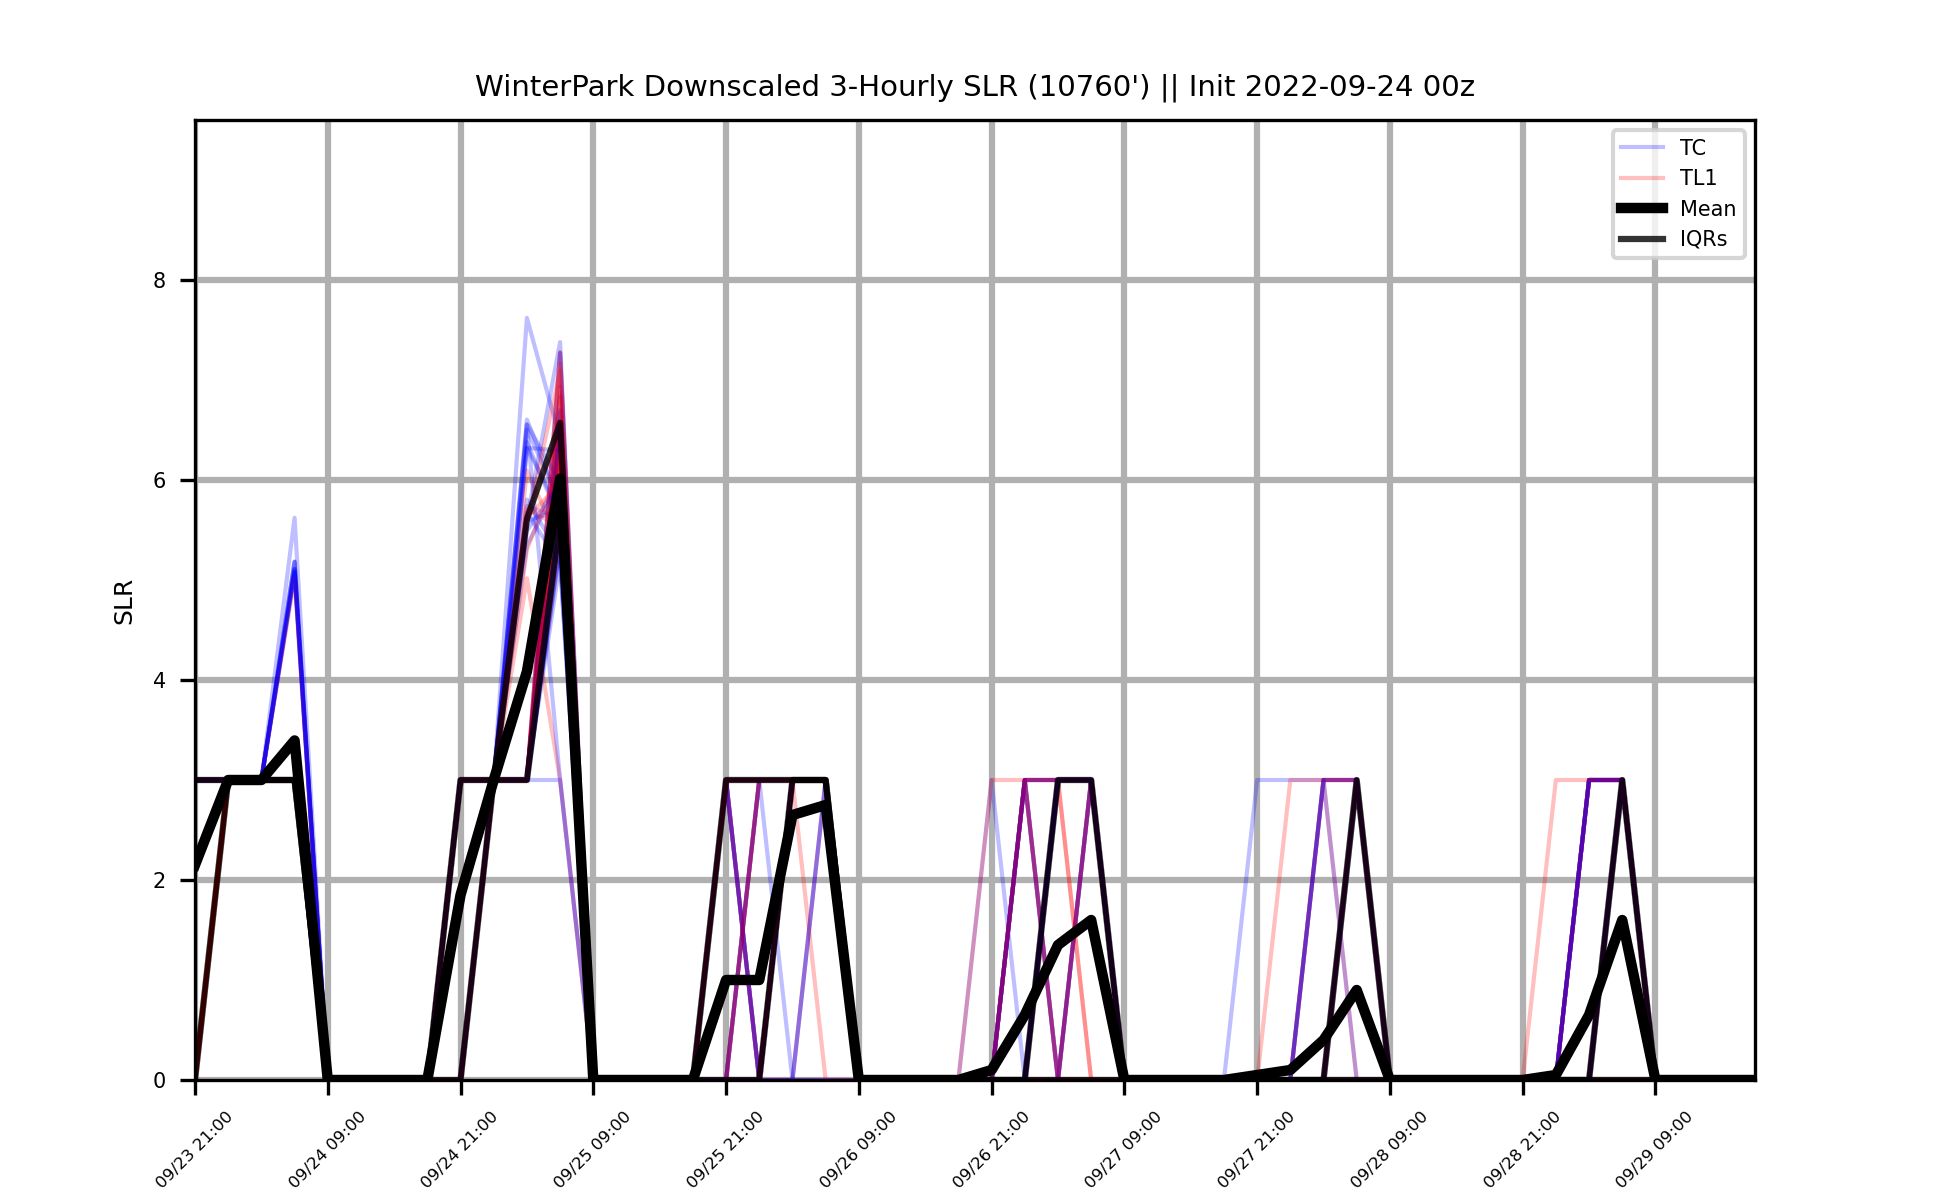 WinterPark Downscaled 3-Hourly SLR (10760') || Init 2022-09-24 00z
TC
TL1
Mean
IQRs
SLR
8
6
4
2
0
09/23 21:00
09/24 09:00
09/24 21:00
09/25 09:00
09/25 21:00
09/26 09:00
09/26 21:00
09/27 09:00
09/27 21:00
09/28 09:00
09/28 21:00
09/29 09:00